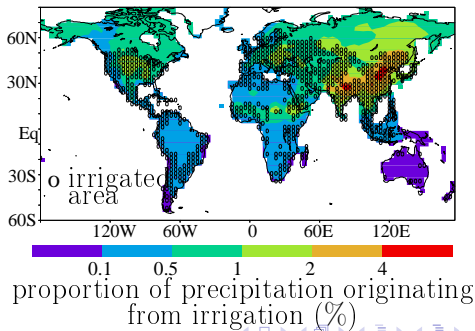 60N
30N
Eq
30S
60S
o irrigated
area
120W 60W 0 60E 120E
0.1 0.5 1 2 4
proportion of precipitation originating
from irrigation (%)